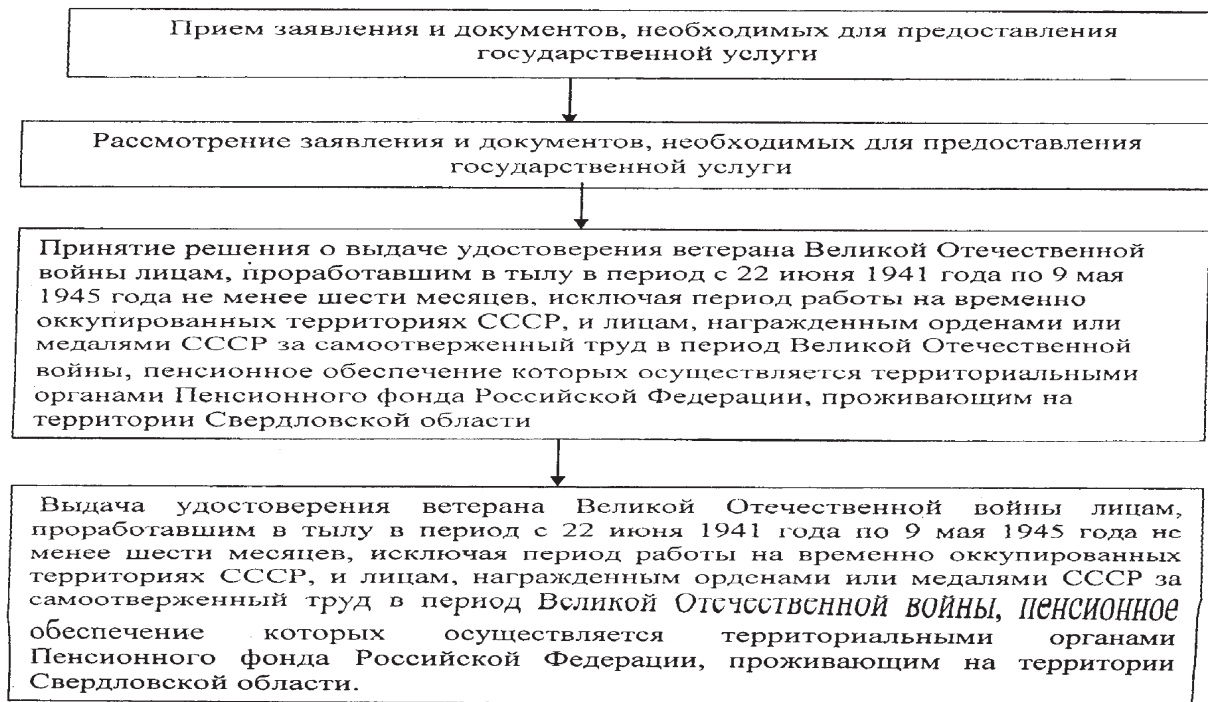 Прием заявления и документов, необходимых для предоставления
государственной услуги
Рассмотрение заявления и документов, необходимых для предоставления
государственной услуги
Принятие решения о выдаче удостоверения ветерана Великой Отечественной
войны лицам, проработавшим в тылу в период с 22 июня 1941 года по 9 мая
1945 года не менее шести месяцев, исключая период работы на временно
оккупированных территориях СССР, и лицам, награжденным орденами или
медалями СССР за самоотверженный труд в период Великой Отечественной
войны, пенсионное обеспечение которых осуществляется территориальными
органами Пенсионного фонда Российской Федерации, проживающим на
территории Свердловской области
Выдача удостоверения ветерана Великой Отечественной войны лицам,
проработавшим в тылу в период с 22 июня 1941 года по 9 мая 1945 года не
менее шести месяцев, исключая период работы на временно оккупированных
территориях СССР, и лицам, награжденным орденами или медалями СССР за
самоотверженный труд в период Великой Отечественной войны, пенсионное
обеспечение которых осуществляется территориальными органами
Пенсионного фонда Российской Федерации, проживающим на территории
Свердловской области.